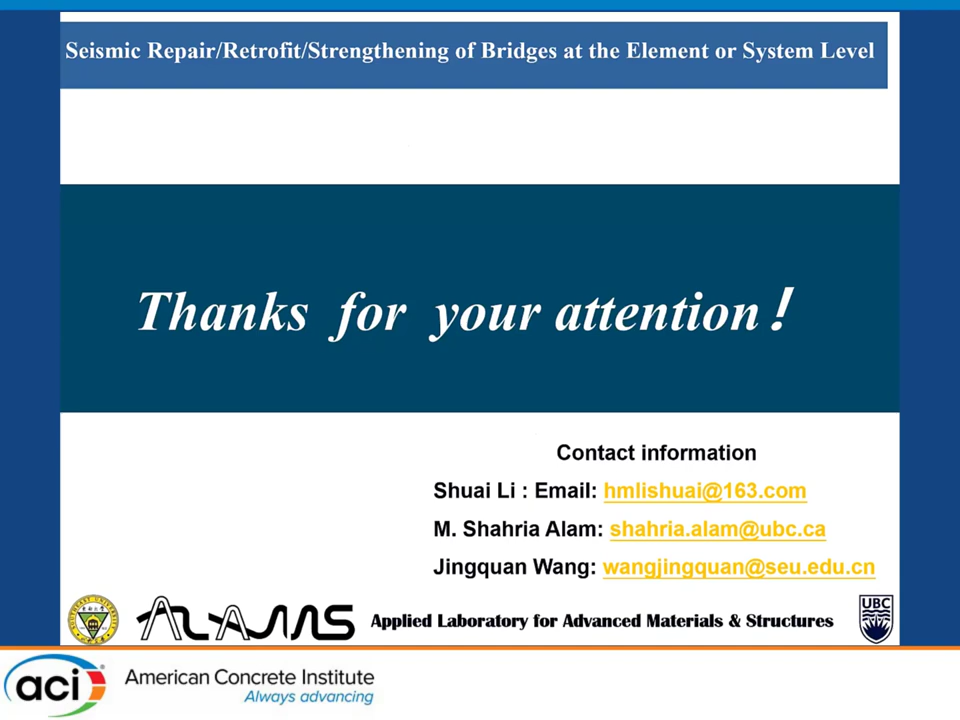 Seismic Repair/Retrofit/Strengthening of Bridges at the Element or System Level
Thanks for your attention!
Contact information
Shuai Li : Email: hmlishuai@163.com
M. Shahria Alam: shahria.alam@ubc.ca
Jingquan Wang: wangjingquan@seu.edu.cn
ALAMS Applied Laboratory for Advanced Materials & Structures UBC
aci American Concrete Institute
Always advancing